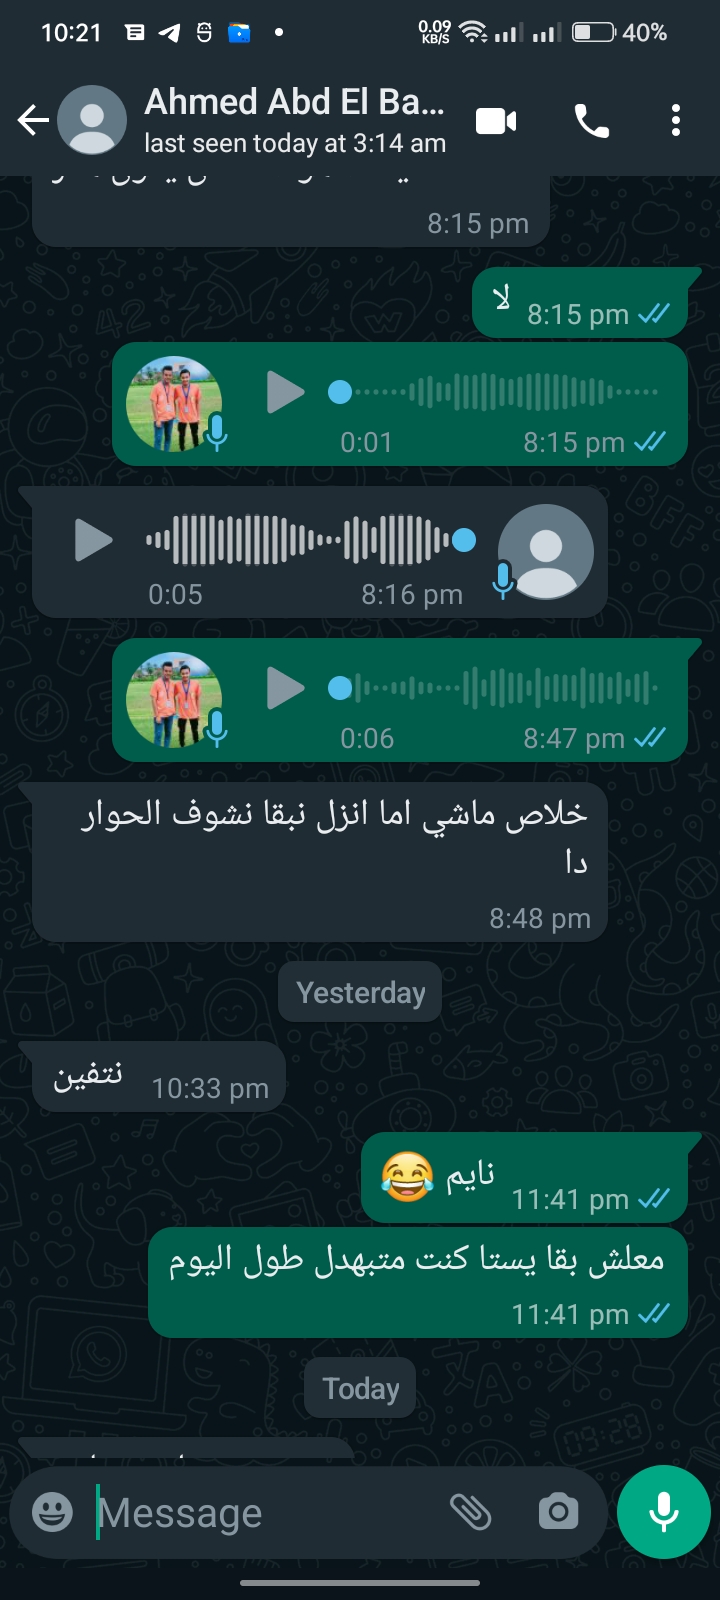 10:21
0.09
KB/S
40%
Ahmed Abd El Ba...
last seen today at 3:14 am
8:15 pm
لا
8:15 pm
0:01
8:15 pm
0:05
8:16 pm
0:06
8:47 pm
خلاص ماشي اما انزل نبقا نشوف الحوار
دا
8:48 pm
Yesterday
نتفين
10:33 pm
نايم 😂
11:41 pm
معلش بقا يستا كنت متبهدل طول اليوم
11:41 pm
Today
Message